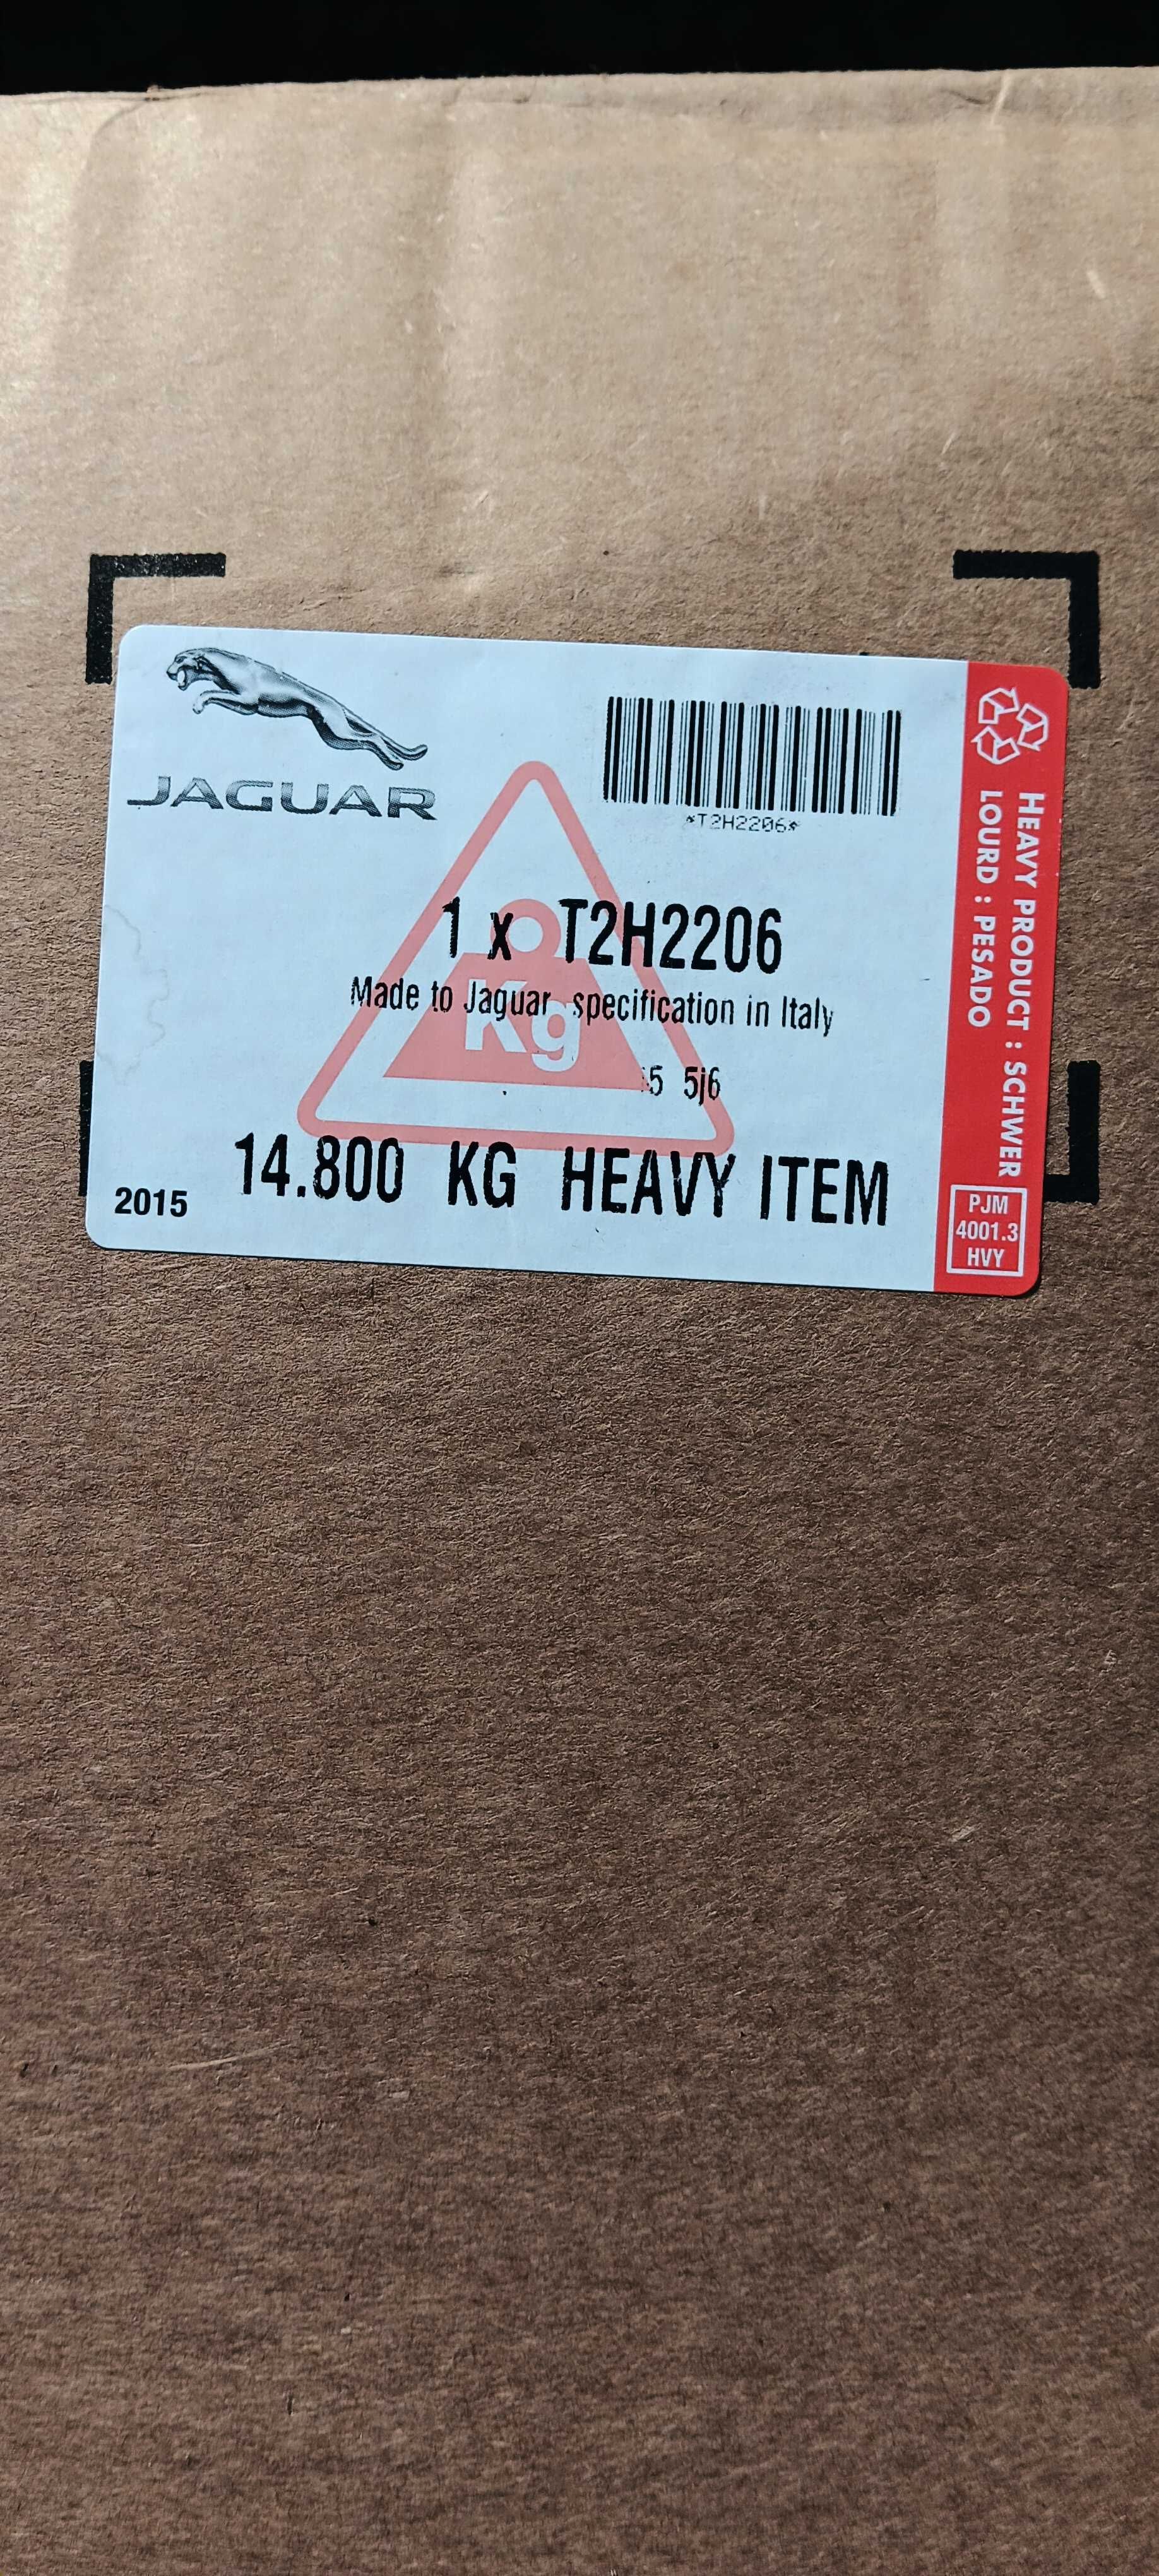 JAGUAR
*T2H2206*
1 x T2H2206
Made to Jaguar specification in Italy
Kg
5 5j6
14.800 KG HEAVY ITEM
2015
HEAVY PRODUCT : SCHWER
LOURD : PESADO
PJM
4001.3
HVY